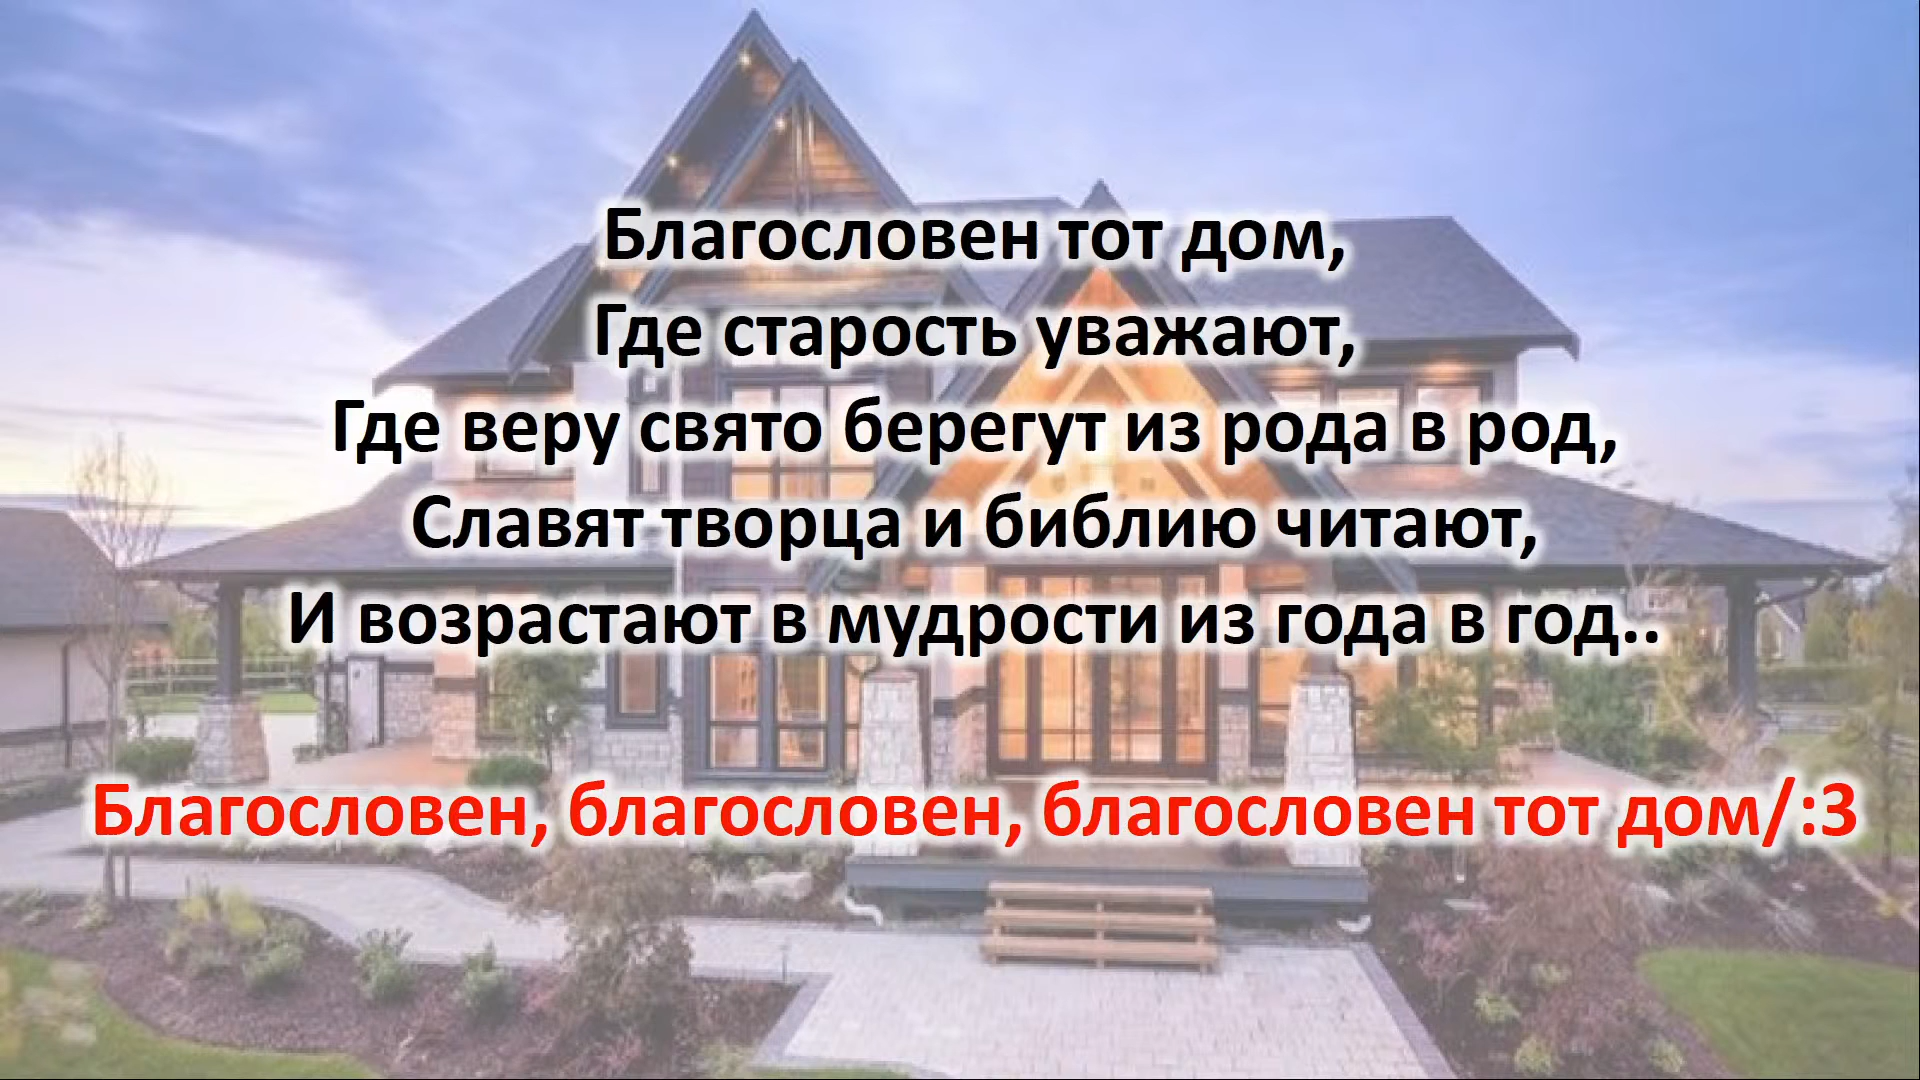 Благословен тот дом,
Где старость уважают,
Где веру свято берегут из рода в род,
Славят творца и библию читают,
И возрастают в мудрости из года в год..
Благословен, благословен, благословен тот дом/:3